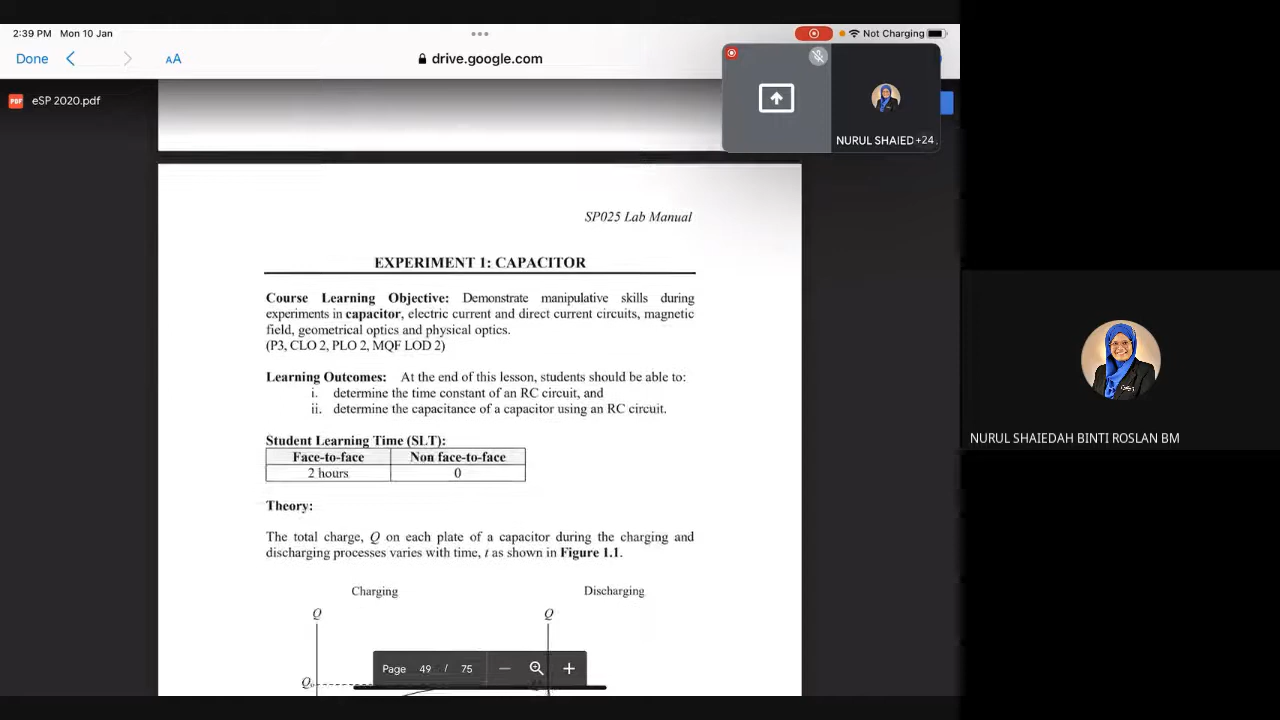 2:39 PM Mon 10 Jan
Not Charging
Done
AA
drive.google.com
PDF
eSP 2020.pdf
NURUL SHAIED +24
SP025 Lab Manual
EXPERIMENT 1: CAPACITOR
Course Learning Objective: Demonstrate manipulative skills during
experiments in capacitor, electric current and direct current circuits, magnetic
field, geometrical optics and physical optics.
(P3, CLO 2, PLO 2, MQF LOD 2)
Learning Outcomes: At the end of this lesson, students should be able to:
i. determine the time constant of an RC circuit, and
ii. determine the capacitance of a capacitor using an RC circuit.
Student Learning Time (SLT):
Face-to-face Non face-to-face
2 hours 0
Theory:
The total charge, Q on each plate of a capacitor during the charging and
discharging processes varies with time, t as shown in Figure 1.1.
Charging Discharging
Q Q
Page 49 / 75
Q₀
NURUL SHAIEDAH BINTI ROSLAN BM